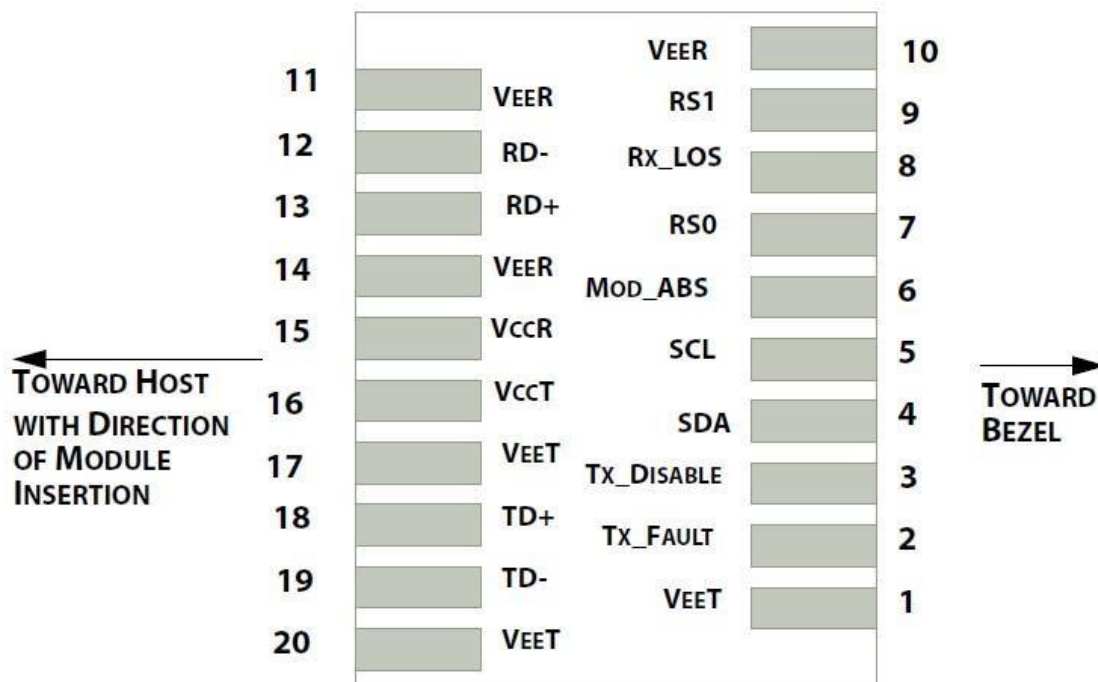 11 VEER
12 RD-
13 RD+
14 VEER
15 VCCR
16 VCCT
17 VEET
18 TD+
19 TD-
20 VEET
VEER 10
RS1 9
RX_LOS 8
RS0 7
MOD_ABS 6
SCL 5
SDA 4
TX_DISABLE 3
TX_FAULT 2
VEET 1
TOWARD HOST
WITH DIRECTION
OF MODULE
INSERTION
TOWARD
BEZEL